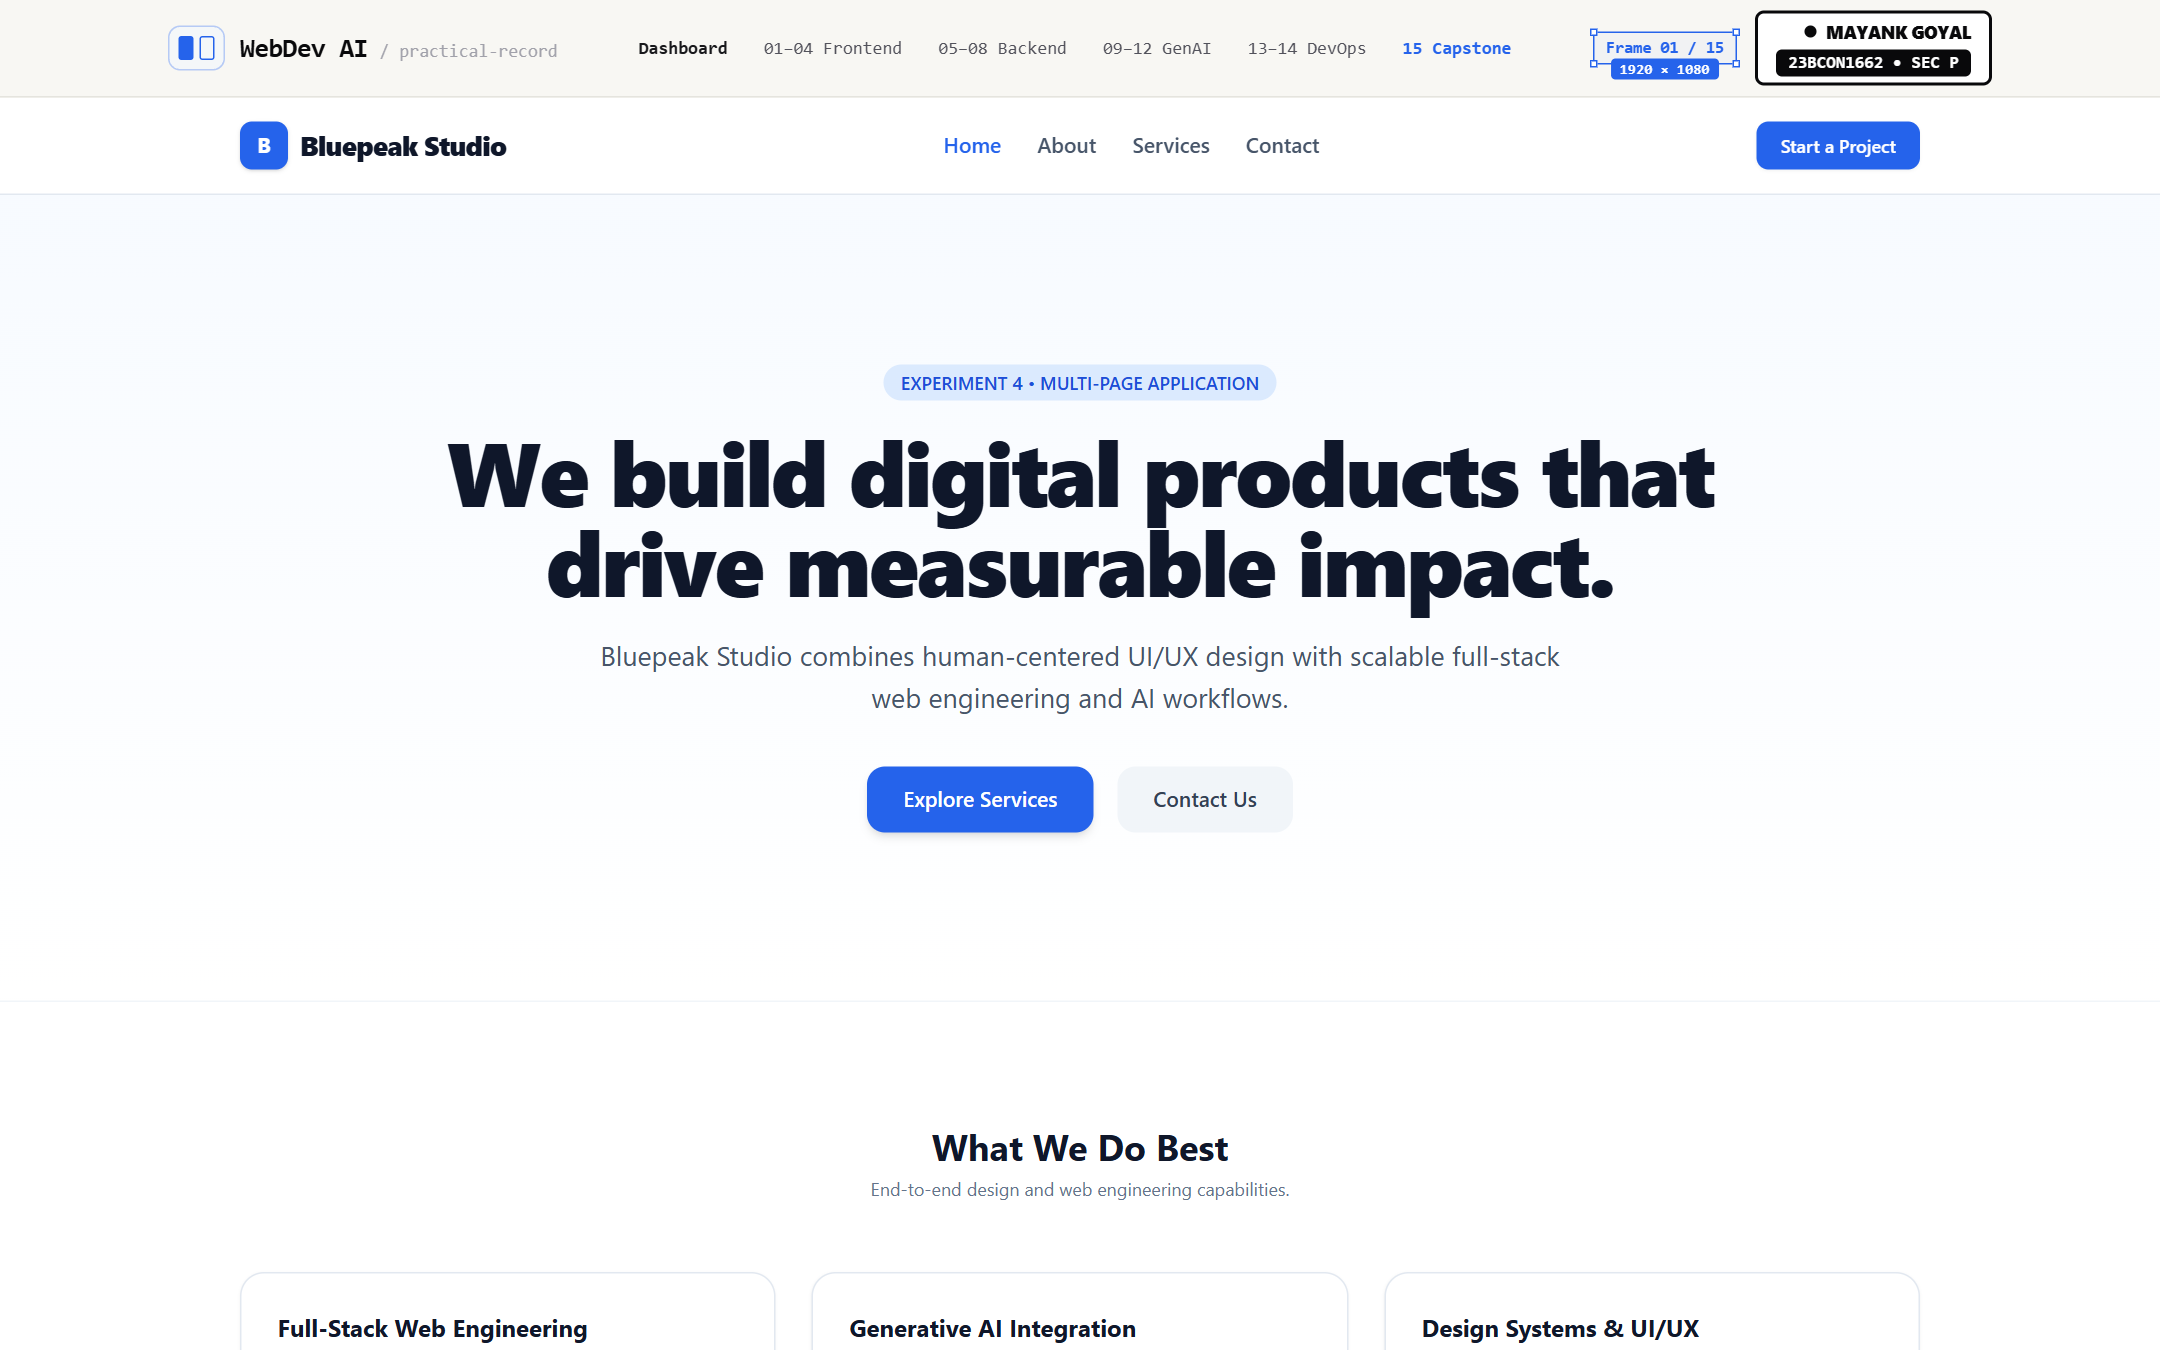 WebDev AI / practical-record
Dashboard
01–04 Frontend
05–08 Backend
09–12 GenAI
13–14 DevOps
15 Capstone
Frame 01 / 15
1920 × 1080
MAYANK GOYAL
23BCON1662 • SEC P
B
Bluepeak Studio
Home
About
Services
Contact
Start a Project
EXPERIMENT 4 • MULTI-PAGE APPLICATION
We build digital products that
drive measurable impact.
Bluepeak Studio combines human-centered UI/UX design with scalable full-stack
web engineering and AI workflows.
Explore Services
Contact Us
What We Do Best
End-to-end design and web engineering capabilities.
Full-Stack Web Engineering
Generative AI Integration
Design Systems & UI/UX